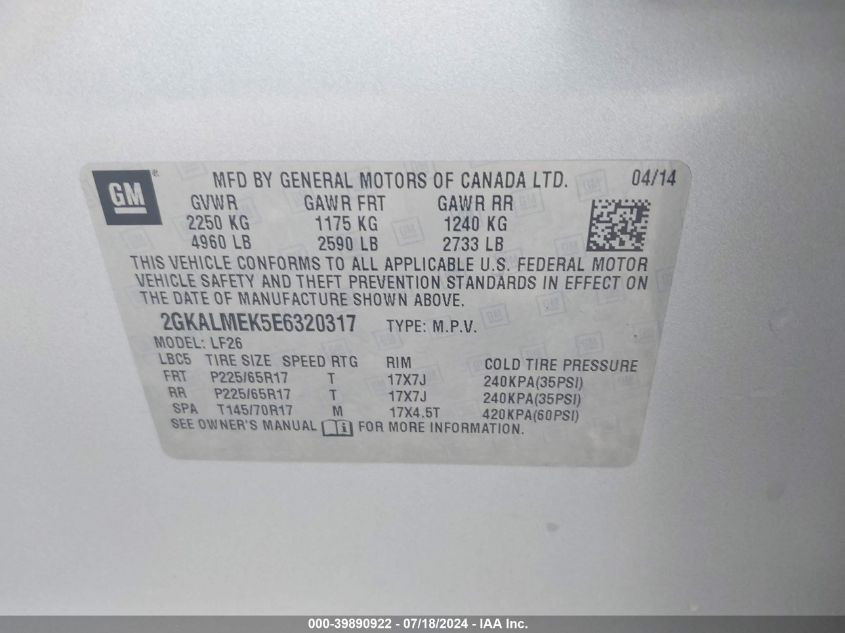 GM®
MFD BY GENERAL MOTORS OF CANADA LTD. 04/14
GVWR GAWR FRT GAWR RR
2250 KG 1175 KG 1240 KG
4960 LB 2590 LB 2733 LB
THIS VEHICLE CONFORMS TO ALL APPLICABLE U.S. FEDERAL MOTOR
VEHICLE SAFETY AND THEFT PREVENTION STANDARDS IN EFFECT ON
THE DATE OF MANUFACTURE SHOWN ABOVE.
2GKALMEK5E6320317 TYPE: M.P.V.
MODEL: LF26
LBC5 TIRE SIZE SPEED RTG RIM COLD TIRE PRESSURE
FRT P225/65R17 T 17X7J 240KPA(35PSI)
RR P225/65R17 T 17X7J 240KPA(35PSI)
SPA T145/70R17 M 17X4.5T 420KPA(60PSI)
SEE OWNER'S MANUAL i FOR MORE INFORMATION.
000-39890922 - 07/18/2024 - IAA Inc.